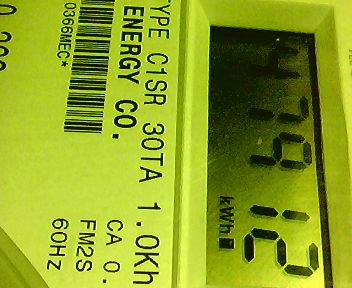 47912
kWh
TYPE C1SR 30TA 1.0Kh
ENERGY CO.
CA 0.
0366MEC*
FM2S
60HZ